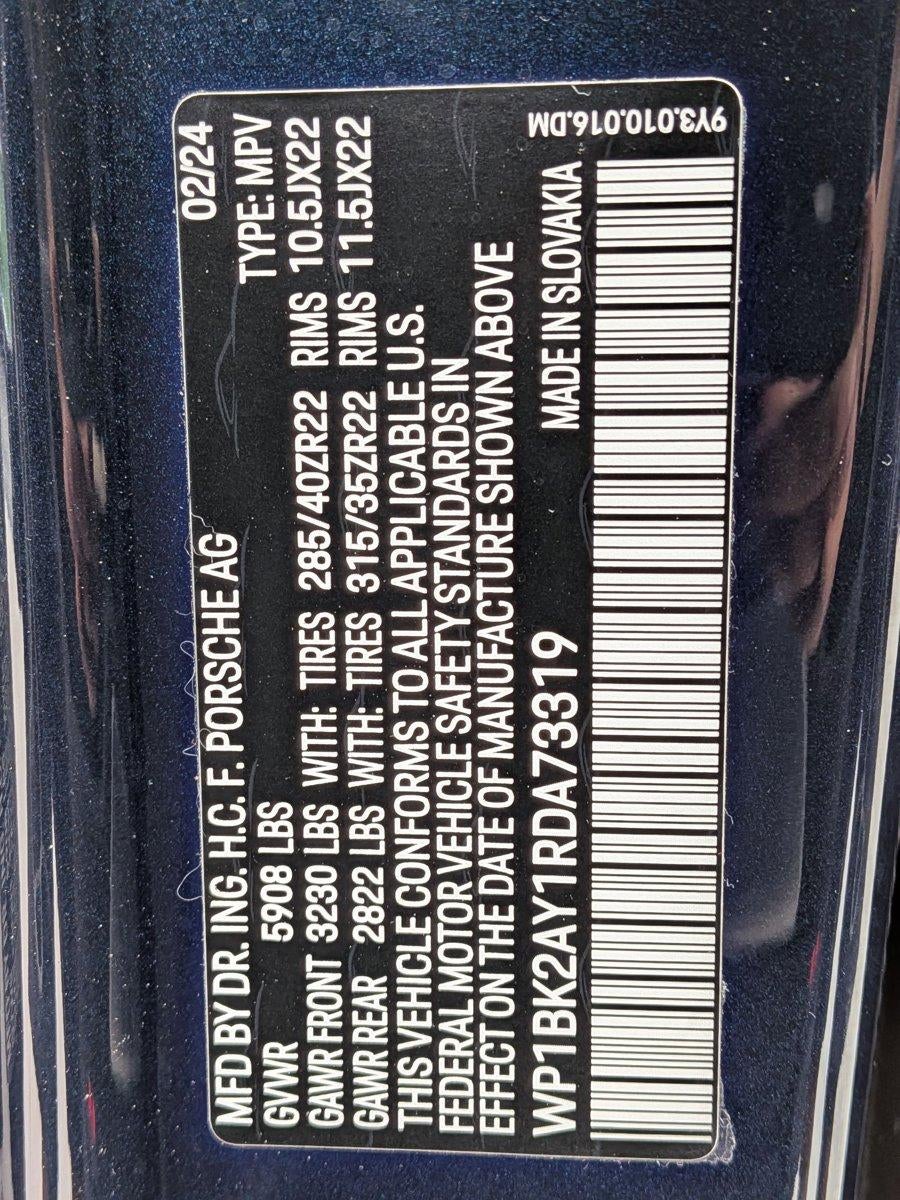 MFD BY DR. ING. H.C. F. PORSCHE AG 02/24
GVWR 5908 LBS TYPE: MPV
GAWR FRONT 3230 LBS WITH: TIRES 285/40ZR22 RIMS 10.5JX22
GAWR REAR 2822 LBS WITH: TIRES 315/35ZR22 RIMS 11.5JX22
THIS VEHICLE CONFORMS TO ALL APPLICABLE U.S.
FEDERAL MOTOR VEHICLE SAFETY STANDARDS IN
EFFECT ON THE DATE OF MANUFACTURE SHOWN ABOVE
WP1BK2AY1RDA73319 MADE IN SLOVAKIA
9Y3.010.016.DM